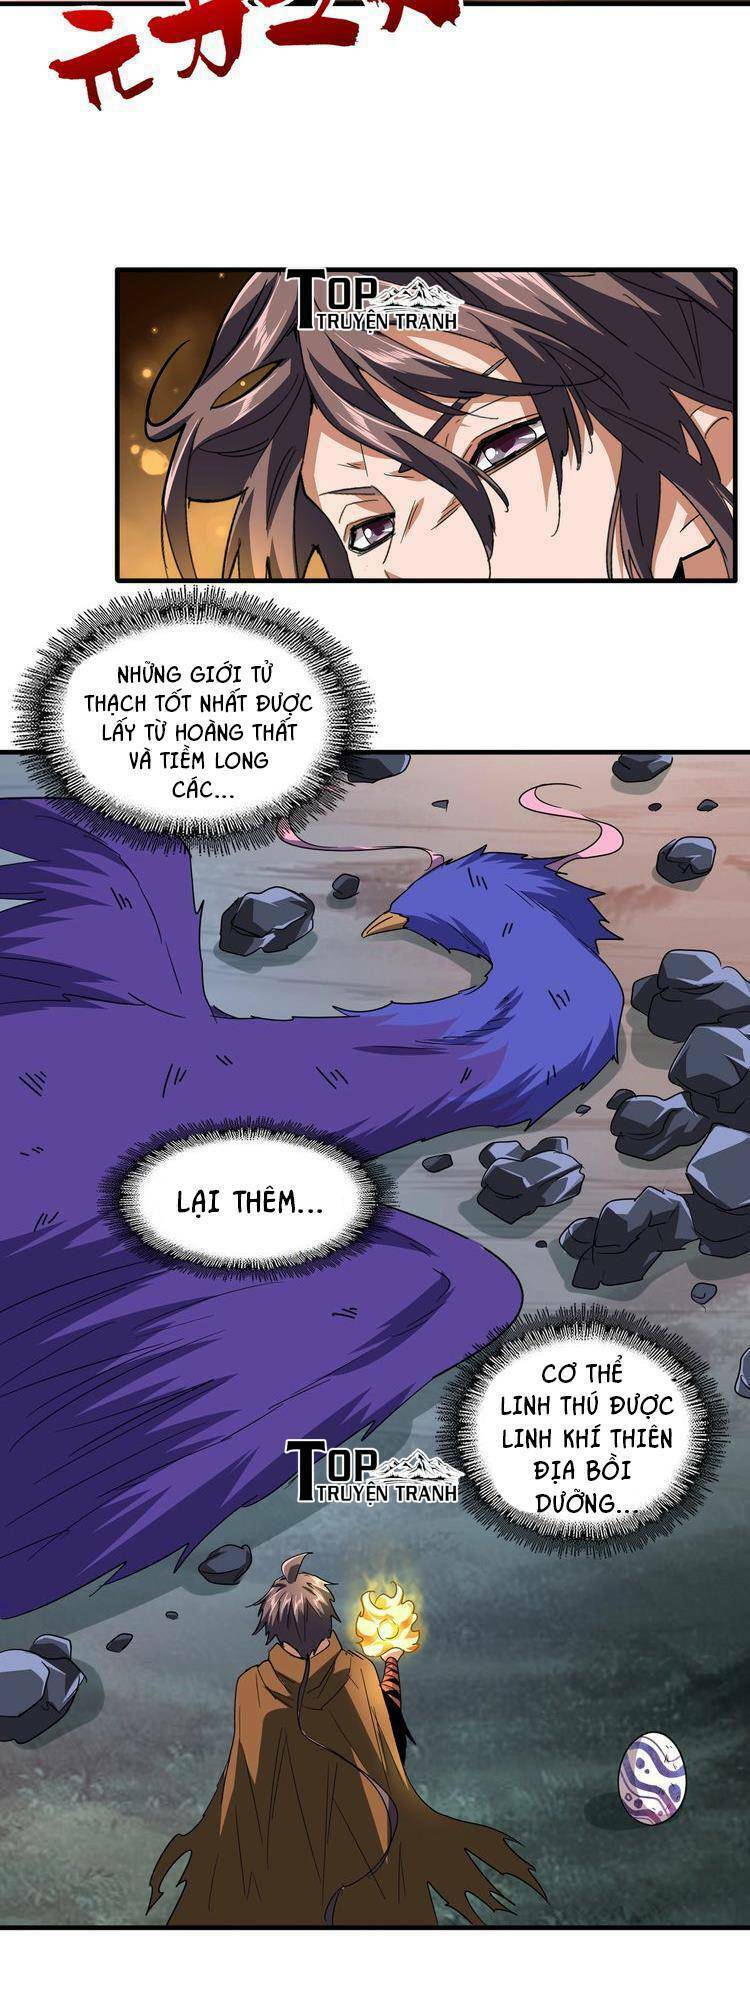 TOP
TRUYỆN TRANH
NHỮNG GIỚI TỬ
THẠCH TỐT NHẤT ĐƯỢC
LẤY TỪ HOÀNG THẤT
VÀ TIỀM LONG
CÁC...
LẠI THÊM...
CƠ THỂ
LINH THÚ ĐƯỢC
LINH KHÍ THIÊN
ĐỊA BỒI
DƯỠNG...
TOP
TRUYỆN TRANH